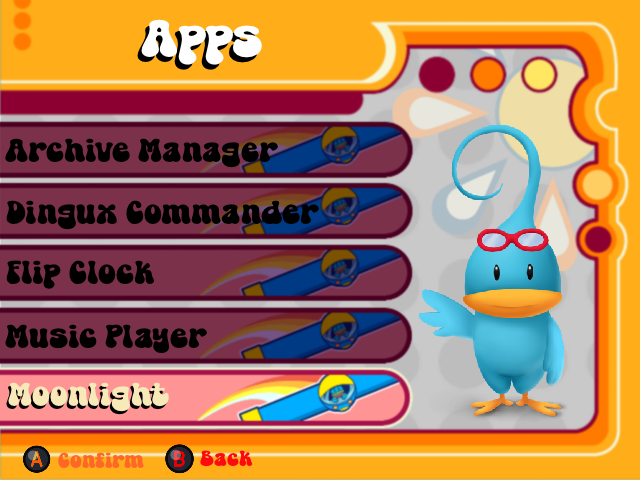 Apps
Archive Manager
Dingux Commander
Flip Clock
Music Player
Moonlight
A Confirm B Back